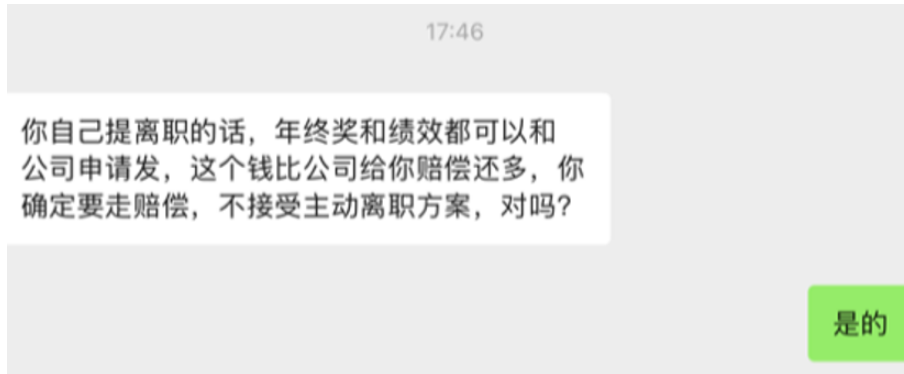 17:46
你自己提离职的话，年终奖和绩效都可以和
公司申请发，这个钱比公司给你赔偿还多，你
确定要走赔偿，不接受主动离职方案，对吗？
是的